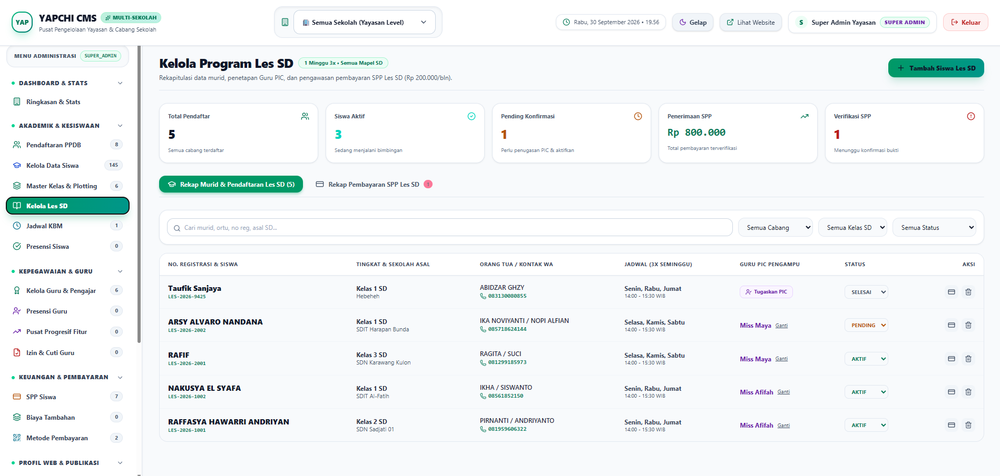 YAP
YAPCHI CMS
MULTI-SEKOLAH
Pusat Pengelolaan Yayasan & Cabang Sekolah
Semua Sekolah (Yayasan Level)
Rabu, 30 September 2026 • 19.56
Gelap
Lihat Website
S
Super Admin Yayasan
SUPER ADMIN
Keluar
MENU ADMINISTRASI
SUPER_ADMIN
DASHBOARD & STATS
Ringkasan & Stats
AKADEMIK & KESISWAAN
Pendaftaran PPDB 8
Kelola Data Siswa 145
Master Kelas & Plotting 6
Kelola Les SD
Jadwal KBM 1
Presensi Siswa 0
KEPEGAWAIAN & GURU
Kelola Guru & Pengajar 6
Presensi Guru 0
Pusat Progresif Fitur 0
Izin & Cuti Guru 0
KEUANGAN & PEMBAYARAN
SPP Siswa 7
Biaya Tambahan 0
Metode Pembayaran 2
PROFIL WEB & PUBLIKASI
Kelola Program Les SD
1 Minggu 3x • Semua Mapel SD
Rekapitulasi data murid, penetapan Guru PIC, dan pengawasan pembayaran SPP Les SD (Rp 200.000/bln).
Tambah Siswa Les SD
Total Pendaftar
5
Semua cabang terdaftar
Siswa Aktif
3
Sedang menjalani bimbingan
Pending Konfirmasi
1
Perlu penugasan PIC & aktifkan
Penerimaan SPP
Rp 800.000
Total pembayaran terverifikasi
Verifikasi SPP
1
Menunggu konfirmasi bukti
Rekap Murid & Pendaftaran Les SD (5)
Rekap Pembayaran SPP Les SD 1
Cari murid, ortu, no reg, asal SD...
Semua Cabang
Semua Kelas SD
Semua Status
NO. REGISTRASI & SISWA TINGKAT & SEKOLAH ASAL ORANG TUA / KONTAK WA JADWAL (3X SEMINGGU) GURU PIC PENGAMPU STATUS AKSI
Taufik Sanjaya
LES-2026-9425
Kelas 1 SD
Hebeheh
ABIDZAR GHZY
083130080855
Senin, Rabu, Jumat
14:00 - 15:30 WIB
Tugaskan PIC
SELESAI
ARSY ALVARO NANDANA
LES-2026-2002
Kelas 1 SD
SDIT Harapan Bunda
IKA NOVIYANTI / NOPI ALFIAN
085718624144
Selasa, Kamis, Sabtu
14:00 - 15:30 WIB
Miss Maya Ganti
PENDING
RAFIF
LES-2026-2001
Kelas 3 SD
SDN Karawang Kulon
RAGITA / SUCI
081299185973
Selasa, Kamis, Sabtu
14:00 - 15:30 WIB
Miss Maya Ganti
AKTIF
NAKUSYA EL SYAFA
LES-2026-1002
Kelas 1 SD
SDIT Al-Fatih
IKHA / SISWANTO
08561852150
Senin, Rabu, Jumat
14:00 - 15:30 WIB
Miss Afifah Ganti
AKTIF
RAFFASYA HAWARRI ANDRIYAN
LES-2026-1001
Kelas 2 SD
SDN Sadjati 01
PIRNANTI / ANDRIYANTO
081959606322
Senin, Rabu, Jumat
14:00 - 15:30 WIB
Miss Afifah Ganti
AKTIF